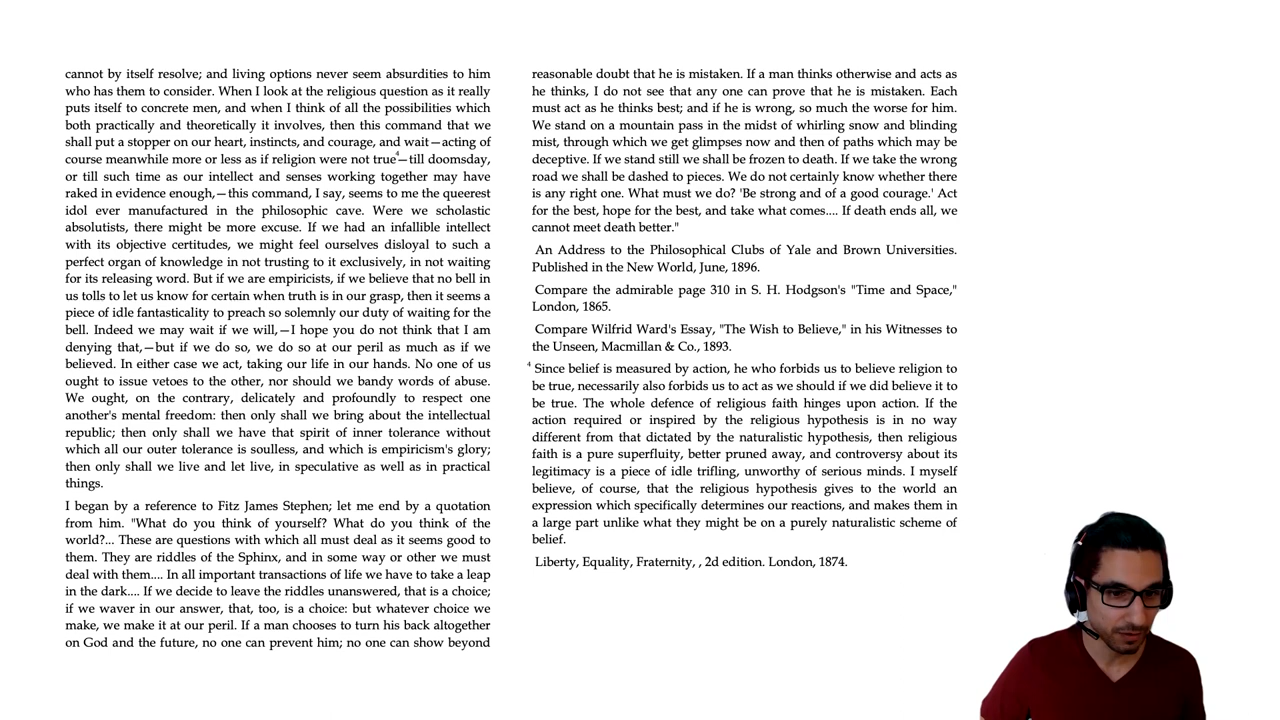 cannot by itself resolve; and living options never seem absurdities to him
who has them to consider. When I look at the religious question as it really
puts itself to concrete men, and when I think of all the possibilities which
both practically and theoretically it involves, then this command that we
shall put a stopper on our heart, instincts, and courage, and wait—acting of
course meanwhile more or less as if religion were not true⁴—till doomsday,
or till such time as our intellect and senses working together may have
raked in evidence enough,—this command, I say, seems to me the queerest
idol ever manufactured in the philosophic cave. Were we scholastic
absolutists, there might be more excuse. If we had an infallible intellect
with its objective certitudes, we might feel ourselves disloyal to such a
perfect organ of knowledge in not trusting to it exclusively, in not waiting
for its releasing word. But if we are empiricists, if we believe that no bell in
us tolls to let us know for certain when truth is in our grasp, then it seems a
piece of idle fantasticality to preach so solemnly our duty of waiting for the
bell. Indeed we may wait if we will,—I hope you do not think that I am
denying that,—but if we do so, we do so at our peril as much as if we
believed. In either case we act, taking our life in our hands. No one of us
ought to issue vetoes to the other, nor should we bandy words of abuse.
We ought, on the contrary, delicately and profoundly to respect one
another's mental freedom: then only shall we bring about the intellectual
republic; then only shall we have that spirit of inner tolerance without
which all our outer tolerance is soulless, and which is empiricism's glory;
then only shall we live and let live, in speculative as well as in practical
things.
I began by a reference to Fitz James Stephen; let me end by a quotation
from him. "What do you think of yourself? What do you think of the
world?... These are questions with which all must deal as it seems good to
them. They are riddles of the Sphinx, and in some way or other we must
deal with them.... In all important transactions of life we have to take a leap
in the dark.... If we decide to leave the riddles unanswered, that is a choice;
if we waver in our answer, that, too, is a choice: but whatever choice we
make, we make it at our peril. If a man chooses to turn his back altogether
on God and the future, no one can prevent him; no one can show beyond
reasonable doubt that he is mistaken. If a man thinks otherwise and acts as
he thinks, I do not see that any one can prove that he is mistaken. Each
must act as he thinks best; and if he is wrong, so much the worse for him.
We stand on a mountain pass in the midst of whirling snow and blinding
mist, through which we get glimpses now and then of paths which may be
deceptive. If we stand still we shall be frozen to death. If we take the wrong
road we shall be dashed to pieces. We do not certainly know whether there
is any right one. What must we do? 'Be strong and of a good courage.' Act
for the best, hope for the best, and take what comes.... If death ends all, we
cannot meet death better."
An Address to the Philosophical Clubs of Yale and Brown Universities.
Published in the New World, June, 1896.
Compare the admirable page 310 in S. H. Hodgson's "Time and Space,"
London, 1865.
Compare Wilfrid Ward's Essay, "The Wish to Believe," in his Witnesses to
the Unseen, Macmillan & Co., 1893.
⁴ Since belief is measured by action, he who forbids us to believe religion to
be true, necessarily also forbids us to act as we should if we did believe it to
be true. The whole defence of religious faith hinges upon action. If the
action required or inspired by the religious hypothesis is in no way
different from that dictated by the naturalistic hypothesis, then religious
faith is a pure superfluity, better pruned away, and controversy about its
legitimacy is a piece of idle trifling, unworthy of serious minds. I myself
believe, of course, that the religious hypothesis gives to the world an
expression which specifically determines our reactions, and makes them in
a large part unlike what they might be on a purely naturalistic scheme of
belief.
Liberty, Equality, Fraternity, , 2d edition. London, 1874.